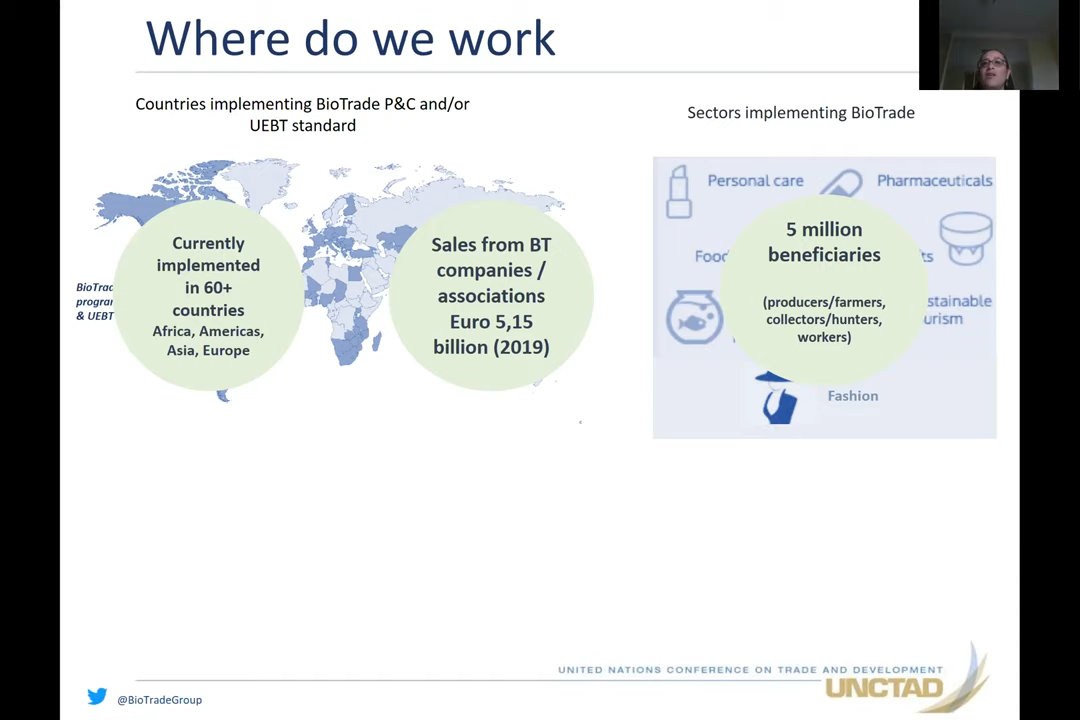 Where do we work
Countries implementing BioTrade P&C and/or
UEBT standard
Sectors implementing BioTrade
Currently
implemented
in 60+
countries
Africa, Americas,
Asia, Europe
& UEBT
Sales from BT
companies /
associations
Euro 5,15
billion (2019)
Personal care
Pharmaceuticals
5 million
beneficiaries
(producers/farmers,
collectors/hunters,
workers)
Fashion
UNITED NATIONS CONFERENCE ON TRADE AND DEVELOPMENT
UNCTAD
@BioTradeGroup